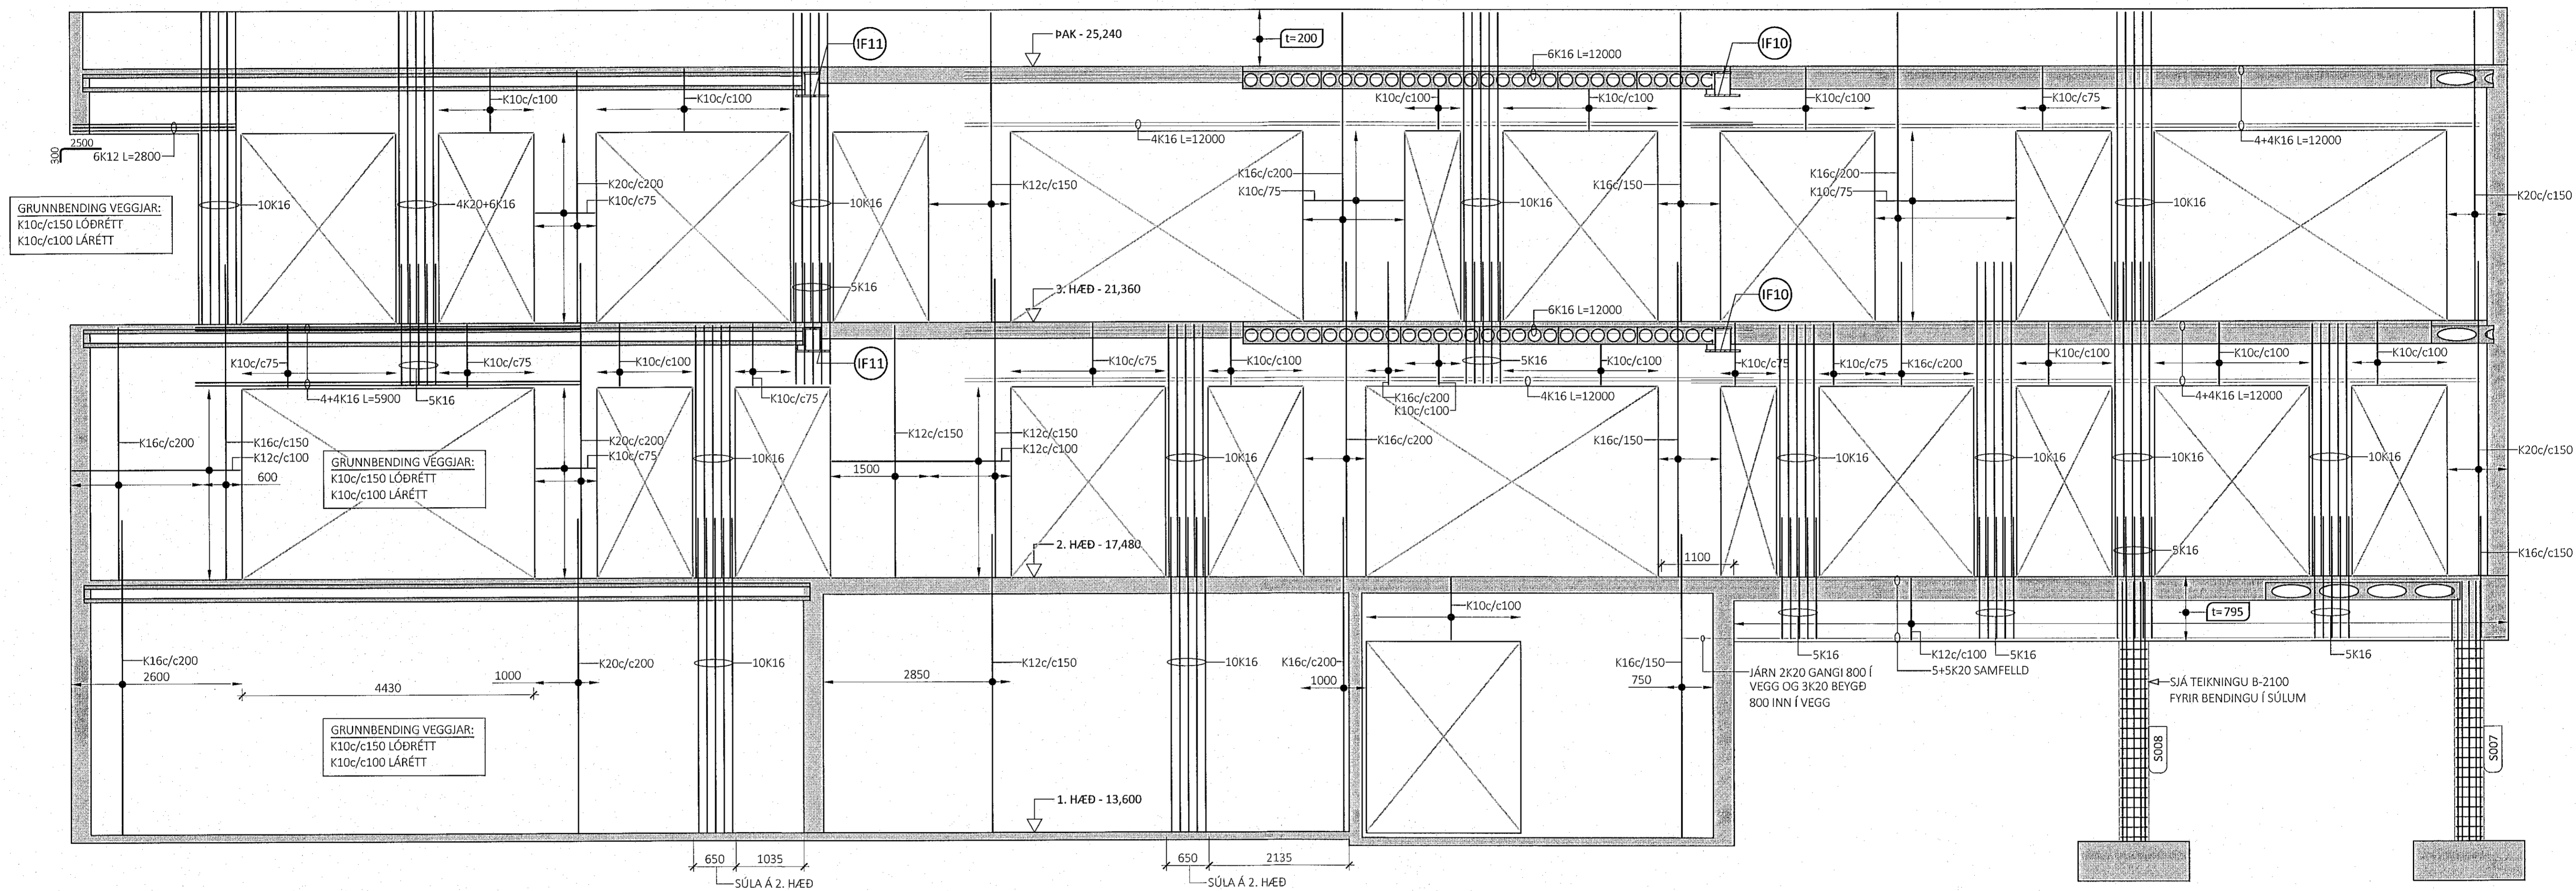 IF11
ÞAK - 25,240
t=200
6K16 L=12000
IF10
K10c/c100
K10c/c100
K10c/c100
K10c/c100
K10c/c100
K10c/c75
2500
300
6K12 L=2800
4K16 L=12000
4+4K16 L=12000
GRUNNBENDING VEGGJAR:
K10c/c150 LÓÐRÉTT
K10c/c100 LÁRÉTT
10K16
4K20+6K16
K20c/c200
K10c/c75
10K16
K12c/c150
K16c/c200
K10c/75
10K16
K16c/150
K16c/200
K10c/75
10K16
K20c/c150
5K16
3. HÆÐ - 21,360
6K16 L=12000
IF10
K10c/c75
K10c/c75
K10c/c100
IF11
K10c/c75
K10c/c100
5K16
K10c/c100
K10c/c75
K10c/c75
K16c/c200
K10c/c100
K10c/c100
K10c/c100
4+4K16 L=5900
5K16
K10c/c75
K16c/c200
K10c/c100
4K16 L=12000
4+4K16 L=12000
K16c/c200
K16c/c150
K12c/c100
600
GRUNNBENDING VEGGJAR:
K10c/c150 LÓÐRÉTT
K10c/c100 LÁRÉTT
K20c/c200
K10c/c75
10K16
K12c/c150
1500
K12c/c150
K12c/c100
10K16
K16c/c200
K16c/150
10K16
10K16
10K16
10K16
K20c/c150
2. HÆÐ - 17,480
1100
5K16
K16c/c150
K10c/c100
t=795
K16c/c200
2600
4430
1000
K20c/c200
10K16
2850
K12c/c150
10K16
K16c/c200
1000
K16c/150
750
5K16
K12c/c100
5K16
5K16
5+5K20 SAMFELLD
JÁRN 2K20 GANGI 800 Í
VEGG OG 3K20 BEYGÐ
800 INN Í VEGG
SJÁ TEIKNINGU B-2100
FYRIR BENDINGU Í SÚLUM
GRUNNBENDING VEGGJAR:
K10c/c150 LÓÐRÉTT
K10c/c100 LÁRÉTT
S008
S007
1. HÆÐ - 13,600
650
1035
SÚLA Á 2. HÆÐ
650
2135
SÚLA Á 2. HÆÐ